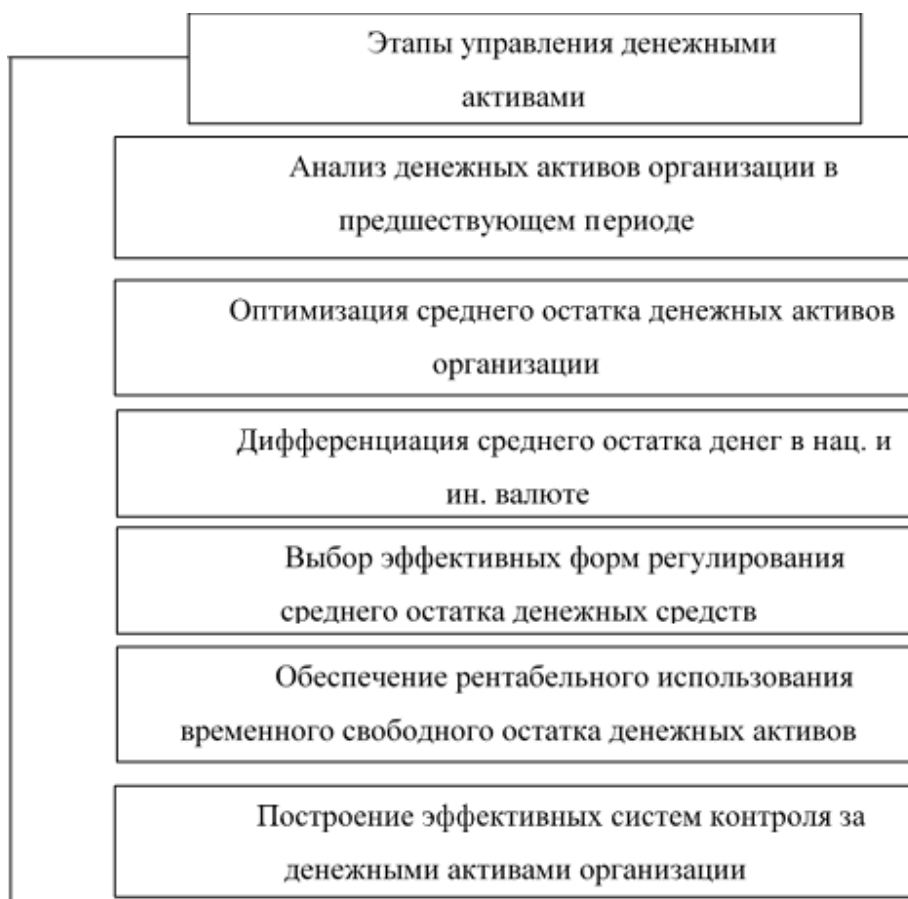 Этапы управления денежными
активами
Анализ денежных активов организации в
предшествующем периоде
Оптимизация среднего остатка денежных активов
организации
Дифференциация среднего остатка денег в нац. и
ин. валюте
Выбор эффективных форм регулирования
среднего остатка денежных средств
Обеспечение рентабельного использования
временного свободного остатка денежных активов
Построение эффективных систем контроля за
денежными активами организации